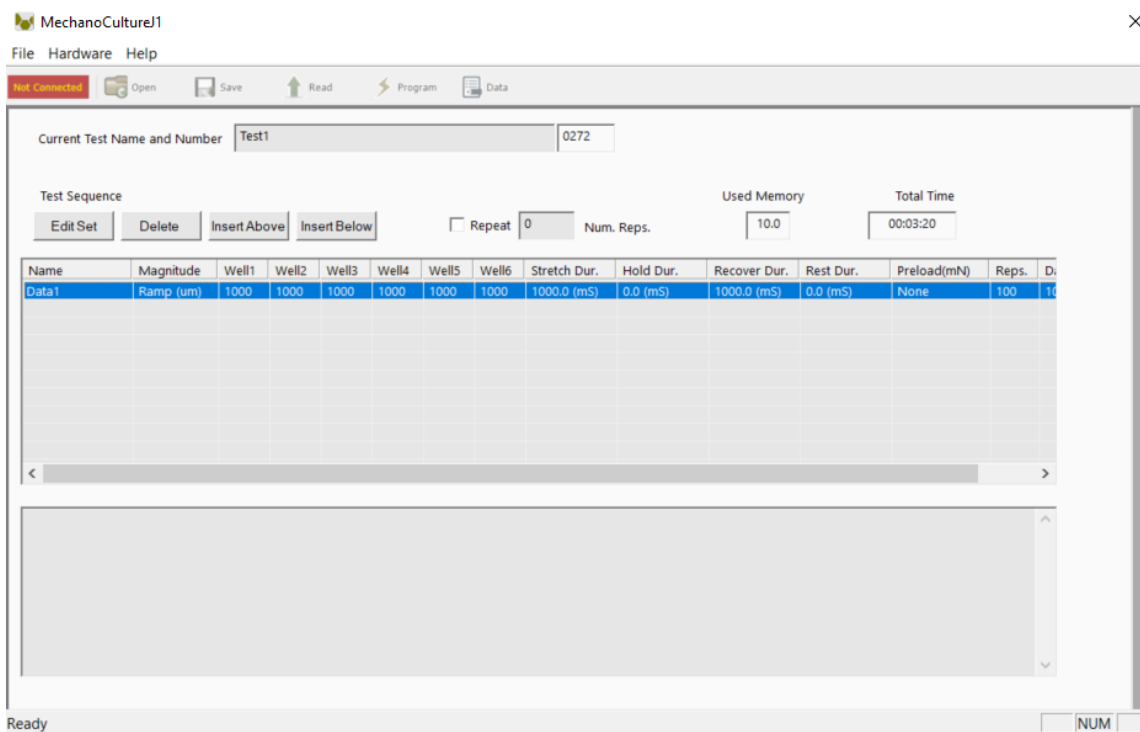 MechanoCultureJ1
File Hardware Help
Not Connected Open Save Read Program Data
Current Test Name and Number Test1 0272
Test Sequence Used Memory Total Time
Edit Set Delete Insert Above Insert Below Repeat 0 Num. Reps. 10.0 00:03:20
Name Magnitude Well1 Well2 Well3 Well4 Well5 Well6 Stretch Dur. Hold Dur. Recover Dur. Rest Dur. Preload(mN) Reps.
Data1 Ramp (um) 1000 1000 1000 1000 1000 1000 1000.0 (mS) 0.0 (mS) 1000.0 (mS) 0.0 (mS) None 100 10
Ready NUM